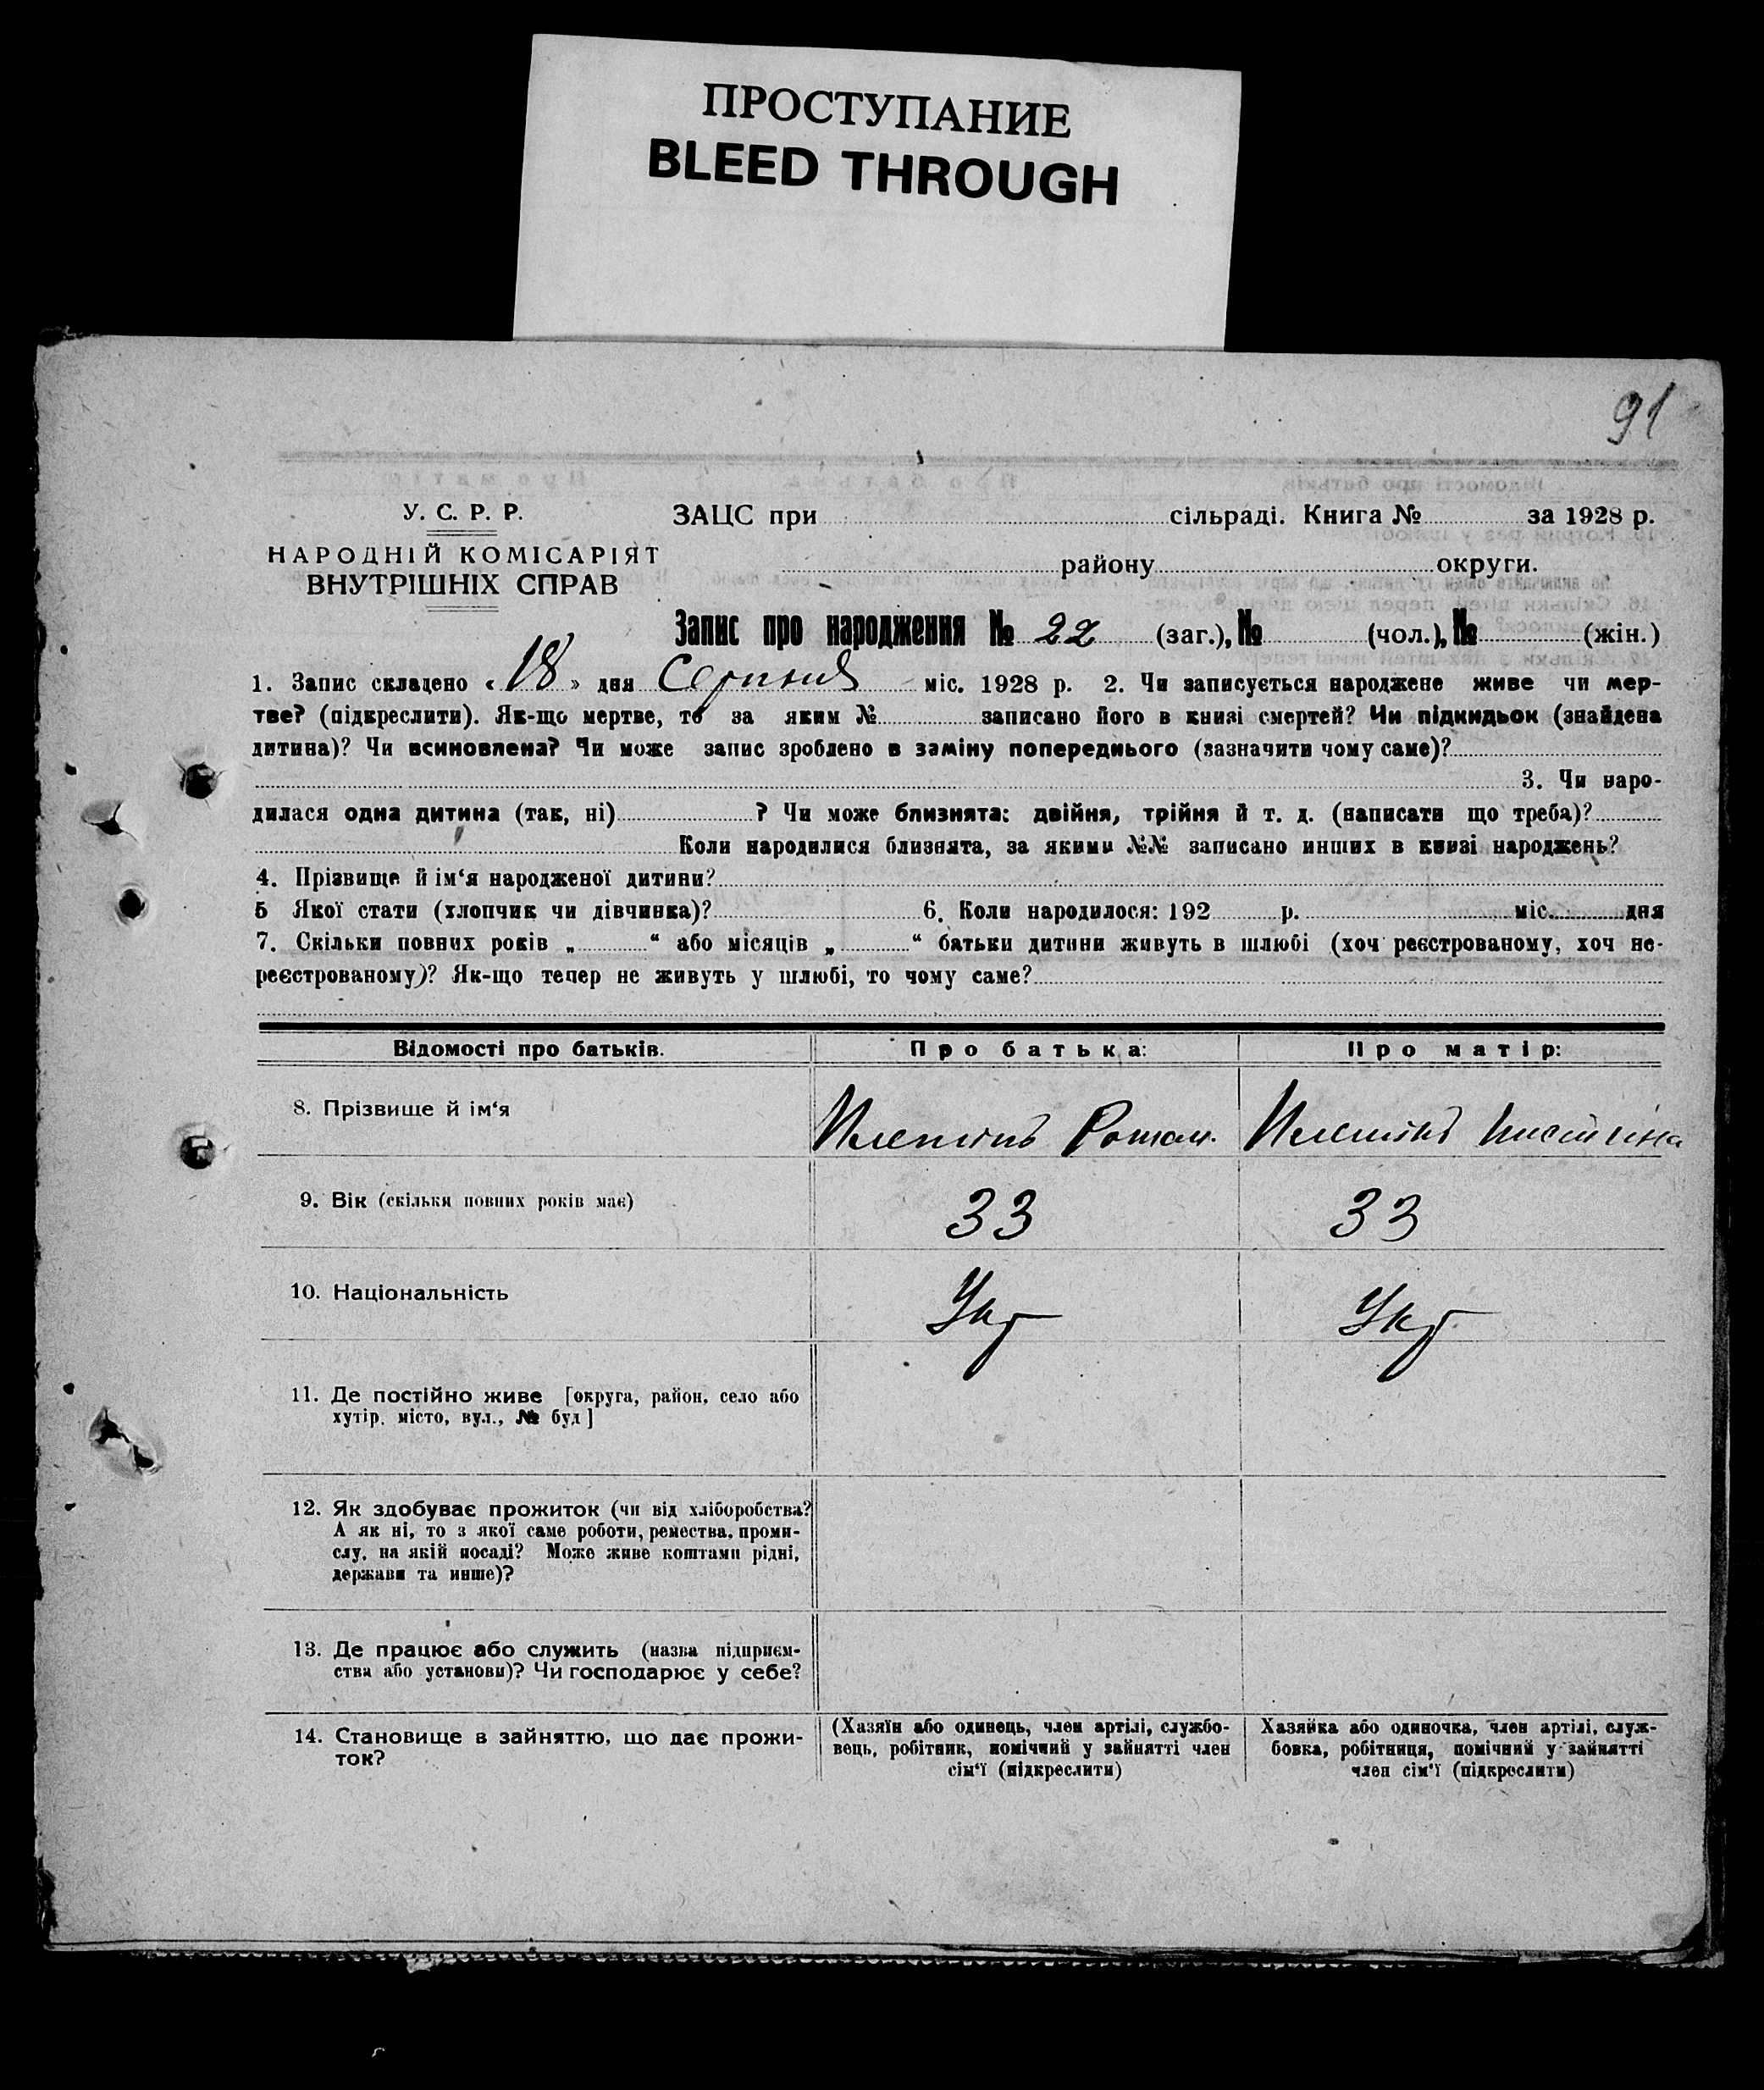 ПРОСТУПАНИЕ
BLEED THROUGH
91
У. С. Р. Р.
НАРОДНІЙ КОМІСАРІЯТ
ВНУТРІШНІХ СПРАВ
ЗАЦС при сільраді. Книга № за 1928 р.
району округи.
Запис про народження № 22 (заг.), № (чол.), № (жін.)
1. Запис складено «18» дня Серпня міс. 1928 р. 2. Чи записується народжене живе чи мер-
тве? (підкреслити). Як-що мертве, то за яким № записано його в книзі смертей? Чи підкидьок (знайдена
дитина)? Чи всиновлена? Чи може запис зроблено в заміну попереднього (зазначити чому саме)?
3. Чи наро-
дилася одна дитина (так, ні) ? Чи може близнята: двійня, трійня й т. д. (написати що треба)?
Коли народилися близнята, за якими №№ записано инших в книзі народжень?
4. Прізвище й ім‘я народженої дитини?
5 Якої стати (хлопчик чи дівчинка)? 6. Коли народилося: 192 р. міс. дня
7. Скільки повних років „ “ або місяців „ “ батьки дитини живуть в шлюбі (хоч реєстрованому, хоч не-
реєстрованому)? Як-що тепер не живуть у шлюбі, то чому саме?
Відомості про батьків. Про батька: Про матір:
8. Прізвище й ім‘я Роман.
9. Вік (скільки повних років має) 33 33
10. Національність Укр Укр
11. Де постійно живе [округа, район, село або
хутір, місто, вул., № буд]
12. Як здобуває прожиток (чи від хліборобства?
А як ні, то з якої саме роботи, ремества, проми-
слу, на якій посаді? Може живе коштами рідні,
держави та инше)?
13. Де працює або служить (назва підприєм-
ства або установи)? Чи господарює у себе?
14. Становище в зайняттю, що дає прожи-
ток?
(Хазяїн або одинець, член артілі, службо-
вець, робітник, помічний у зайнятті член
сім‘ї (підкреслити)
Хазяйка або одиночка, член артілі, служ-
бовка, робітниця, помічний у зайнятті
член сім‘ї (підкреслити)